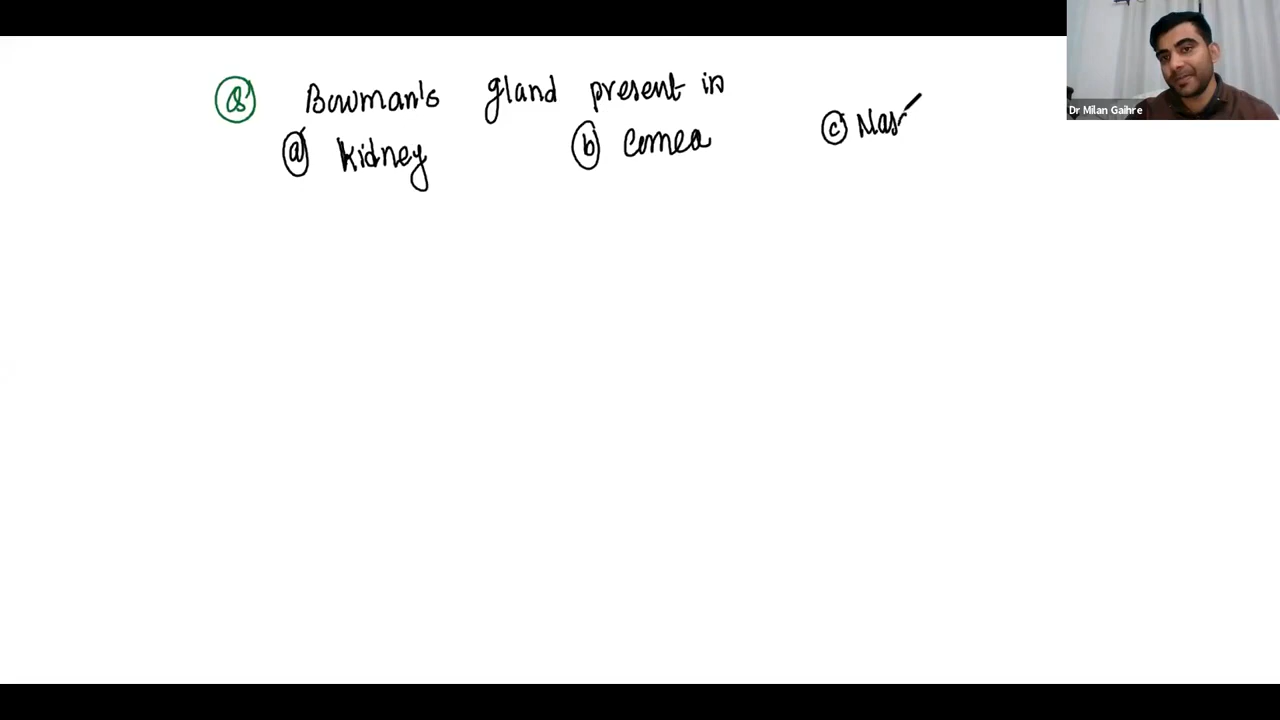 Q Bowman's gland present in
a kidney b Cornea c Nas
Dr Milan Gaihre